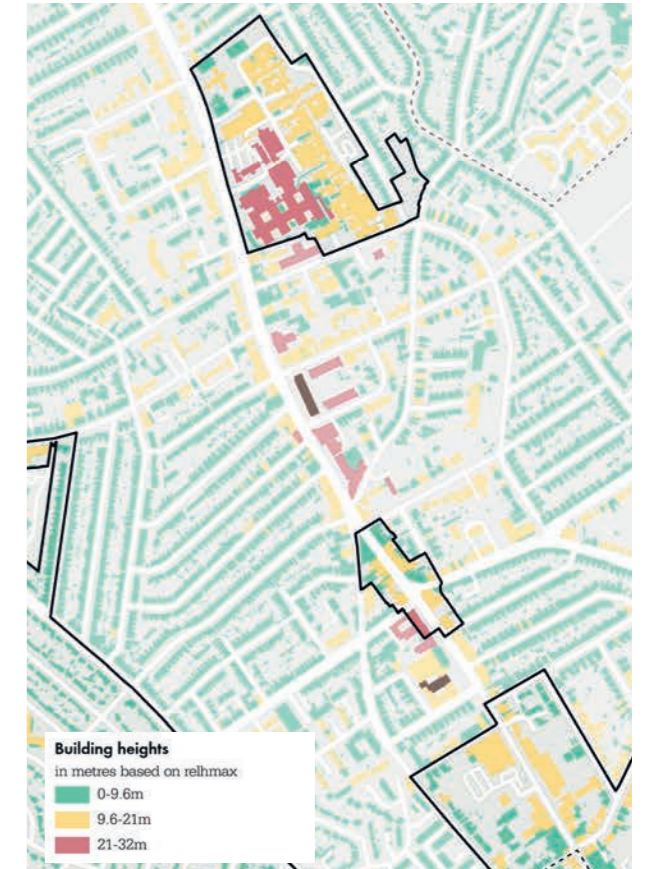 Building heights
in metres based on relhmax
0-9.6m
9.6-21m
21-32m